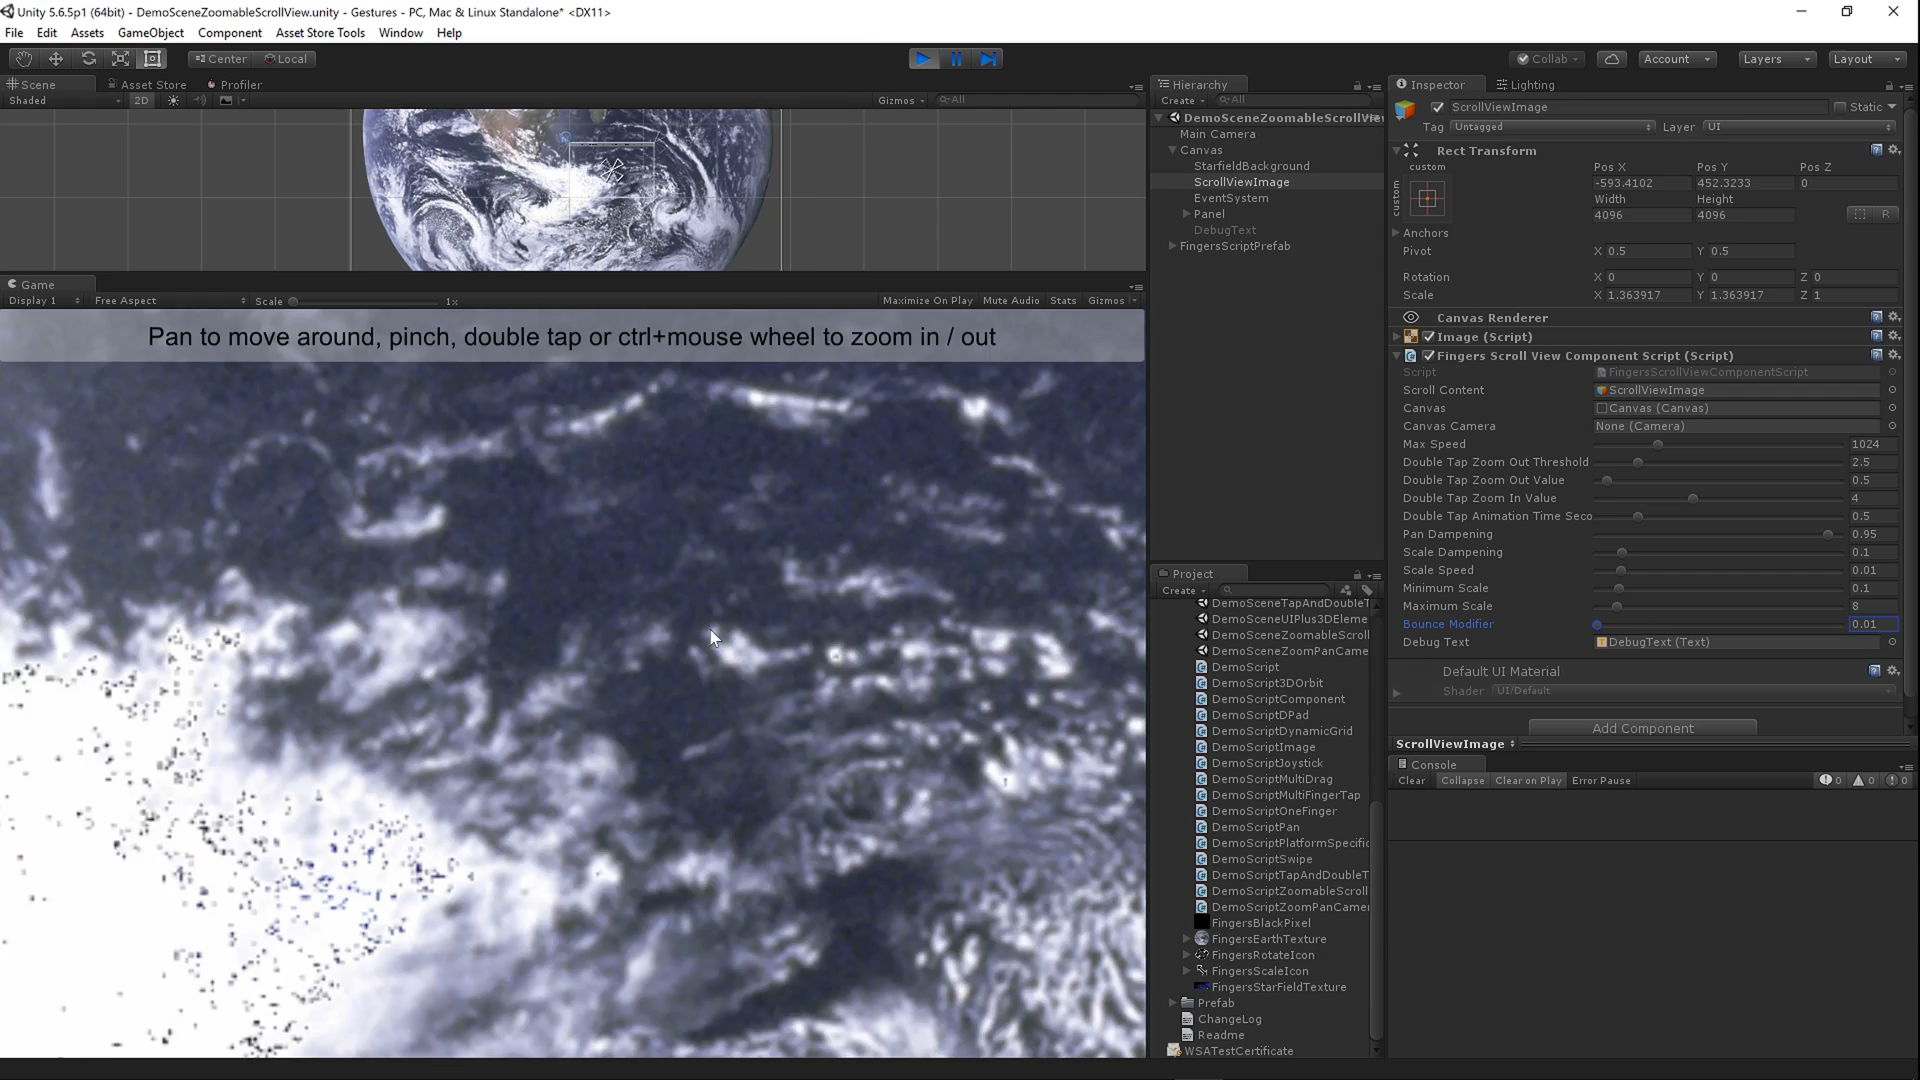 Unity 5.6.5p1 (64bit) - DemoSceneZoomableScrollView.unity - Gestures - PC, Mac & Linux Standalone* <DX11>
File Edit Assets GameObject Component Asset Store Tools Window Help
Center Local
Collab Account Layers Layout
Scene Asset Store Profiler
Shaded 2D Gizmos All
Game
Display 1 Free Aspect Scale 1x Maximize On Play Mute Audio Stats Gizmos
Pan to move around, pinch, double tap or ctrl+mouse wheel to zoom in / out
Hierarchy
Create All
DemoSceneZoomableScrollView
Main Camera
Canvas
StarfieldBackground
ScrollViewImage
EventSystem
Panel
DebugText
FingersScriptPrefab
Project
Create
DemoSceneTapAndDoubleT
DemoSceneUIPlus3DEleme
DemoSceneZoomableScroll
DemoSceneZoomPanCame
DemoScript
DemoScript3DOrbit
DemoScriptComponent
DemoScriptDPad
DemoScriptDynamicGrid
DemoScriptImage
DemoScriptJoystick
DemoScriptMultiDrag
DemoScriptMultiFingerTap
DemoScriptOneFinger
DemoScriptPan
DemoScriptPlatformSpecific
DemoScriptSwipe
DemoScriptTapAndDoubleT
DemoScriptZoomableScroll
DemoScriptZoomPanCamer
FingersBlackPixel
FingersEarthTexture
FingersRotateIcon
FingersScaleIcon
FingersStarFieldTexture
Prefab
ChangeLog
Readme
WSATestCertificate
Inspector Lighting
ScrollViewImage Static
Tag Untagged Layer UI
Rect Transform
custom Pos X Pos Y Pos Z
custom -593.4102 452.3233 0
Width Height
4096 4096 R
Anchors
Pivot X 0.5 Y 0.5
Rotation X 0 Y 0 Z 0
Scale X 1.363917 Y 1.363917 Z 1
Canvas Renderer
Image (Script)
Fingers Scroll View Component Script (Script)
Script FingersScrollViewComponentScript
Scroll Content ScrollViewImage
Canvas Canvas (Canvas)
Canvas Camera None (Camera)
Max Speed 1024
Double Tap Zoom Out Threshold 2.5
Double Tap Zoom Out Value 0.5
Double Tap Zoom In Value 4
Double Tap Animation Time Seco 0.5
Pan Dampening 0.95
Scale Dampening 0.1
Scale Speed 0.01
Minimum Scale 0.1
Maximum Scale 8
Bounce Modifier 0.01
Debug Text DebugText (Text)
Default UI Material
Shader UI/Default
Add Component
ScrollViewImage
Console
Clear Collapse Clear on Play Error Pause 0 0 0